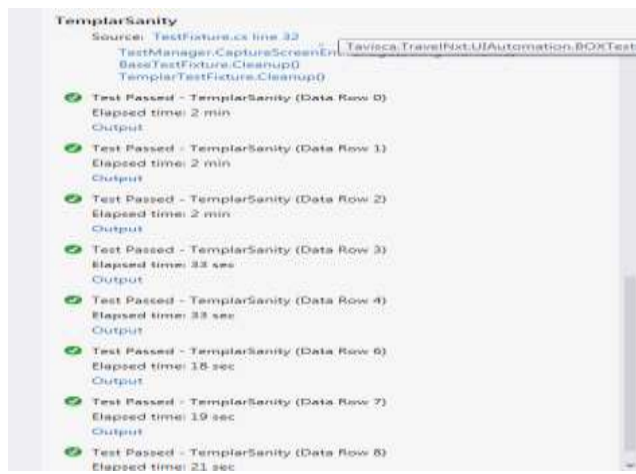 TemplarSanity
Source: TestFixture.cs line 32
TestManager.CaptureScreenEn
Tavisca.TravelNxt.UIAutomation.BOXTest
BaseTestFixture.Cleanup()
TemplarTestFixture.Cleanup()
Test Passed - TemplarSanity (Data Row 0)
Elapsed time: 2 min
Output
Test Passed - TemplarSanity (Data Row 1)
Elapsed time: 2 min
Output
Test Passed - TemplarSanity (Data Row 2)
Elapsed time: 2 min
Output
Test Passed - TemplarSanity (Data Row 3)
Elapsed time: 33 sec
Output
Test Passed - TemplarSanity (Data Row 4)
Elapsed time: 33 sec
Output
Test Passed - TemplarSanity (Data Row 6)
Elapsed time: 18 sec
Output
Test Passed - TemplarSanity (Data Row 7)
Elapsed time: 19 sec
Output
Test Passed - TemplarSanity (Data Row 8)
Elapsed time: 21 sec